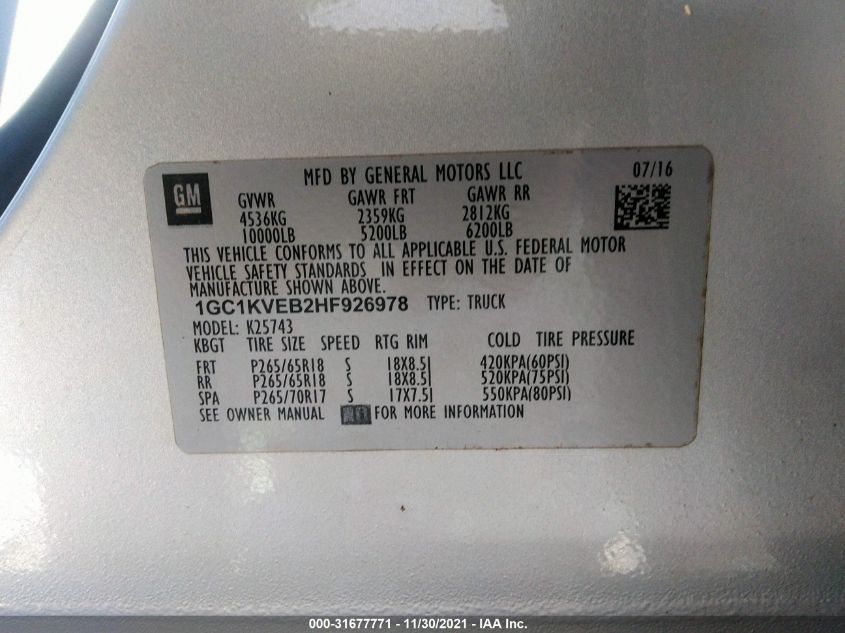 GM
MFD BY GENERAL MOTORS LLC 07/16
GVWR GAWR FRT GAWR RR
4536KG 2359KG 2812KG
10000LB 5200LB 6200LB
THIS VEHICLE CONFORMS TO ALL APPLICABLE U.S. FEDERAL MOTOR
VEHICLE SAFETY STANDARDS IN EFFECT ON THE DATE OF
MANUFACTURE SHOWN ABOVE.
1GC1KVEB2HF926978 TYPE: TRUCK
MODEL: K25743
KBGT TIRE SIZE SPEED RTG RIM COLD TIRE PRESSURE
FRT P265/65R18 S 18X8.5J 420KPA(60PSI)
RR P265/65R18 S 18X8.5J 520KPA(75PSI)
SPA P265/70R17 S 17X7.5J 550KPA(80PSI)
SEE OWNER MANUAL FOR MORE INFORMATION
000-31677771 - 11/30/2021 - IAA Inc.